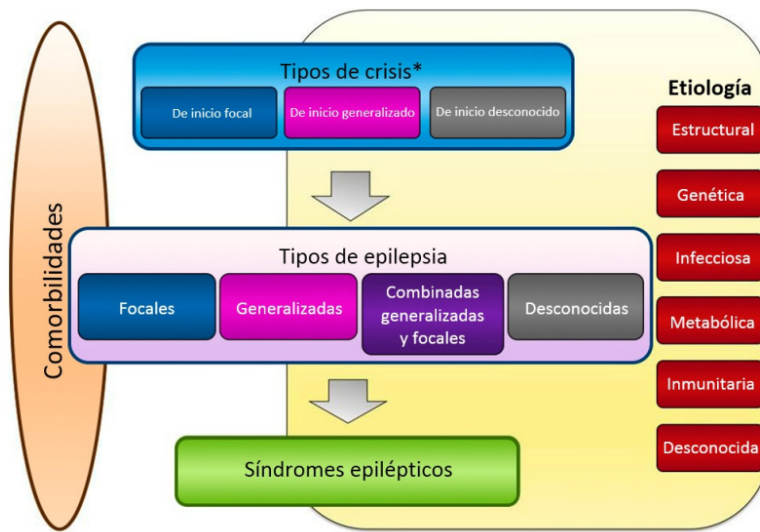 Tipos de crisis*
De inicio focal
De inicio generalizado
De inicio desconocido
Etiología
Estructural
Genética
Infecciosa
Metabólica
Inmunitaria
Desconocida
Comorbilidades
Tipos de epilepsia
Focales
Generalizadas
Combinadas
generalizadas
y focales
Desconocidas
Síndromes epilépticos